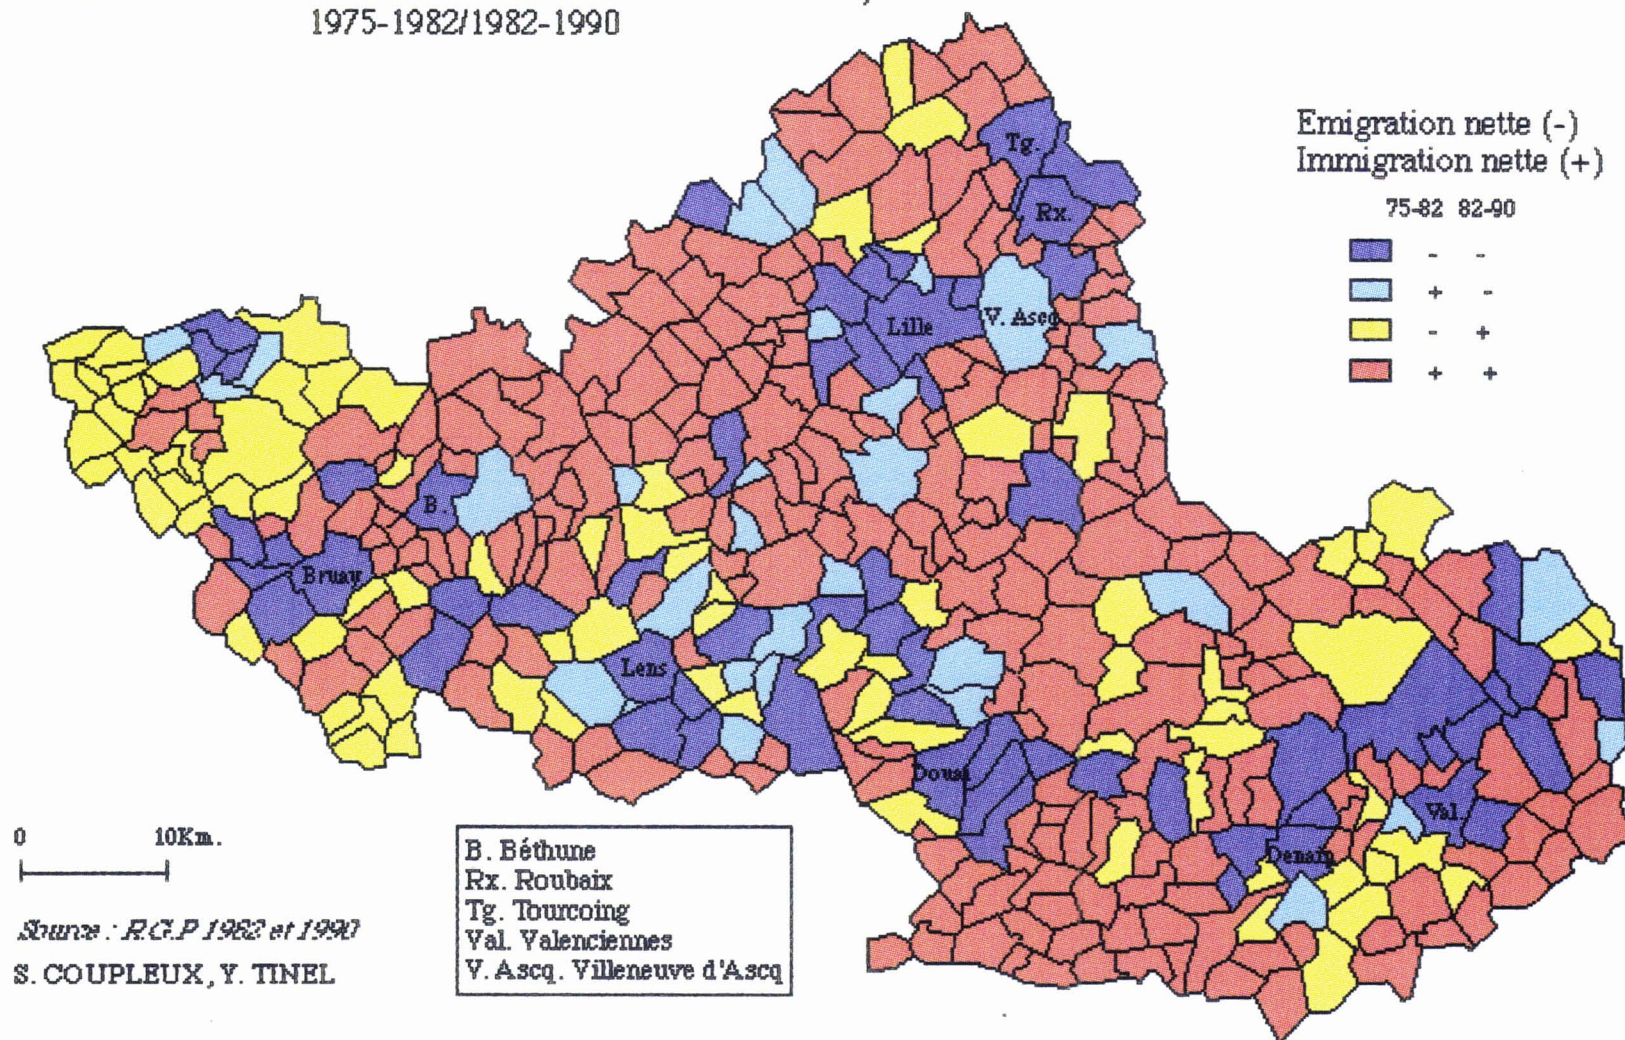 1975-1982/1982-1990
Emigration nette (-)
Immigration nette (+)
75-82 82-90
- -
+ -
- +
+ +
Tg.
Rx.
Lille
V. Ascq
B.
Bruay
Lens
Douai
Val.
Denain
0 10Km.
B. Béthune
Rx. Roubaix
Tg. Tourcoing
Val. Valenciennes
V. Ascq. Villeneuve d'Ascq
Source : R.G.P 1982 et 1990
S. COUPLEUX, Y. TINEL